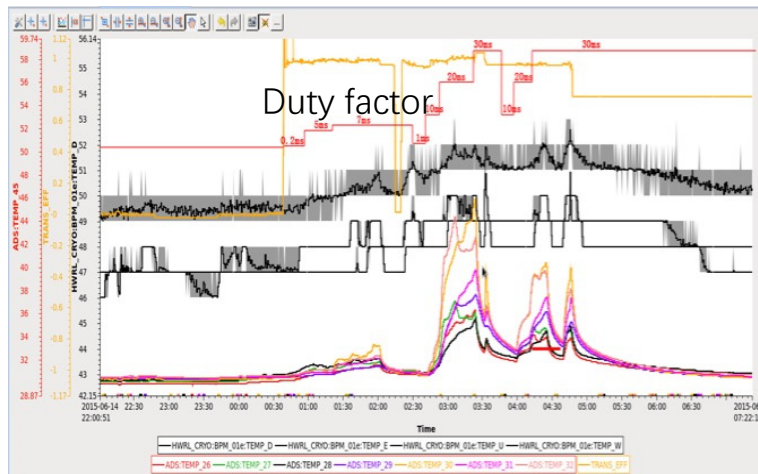 59.74 56.14 1.12
58 55 1
56 54 0.8
54 0.6
52 52 0.4
50 51 0.2
48 50 0
46 49
44 48 -0.2
42 47 -0.4
40 46
38 -0.6
36 44 -0.8
32 43 -1
30
28.87 42.15 -1.17
ADS:TEMP_45
TRANS_EFF
HWRL_CRYO:BPM_01e:TEMP_D
Duty factor
0.2ms 5ms 7ms 1ms 10ms 20ms 30ms 10ms 20ms 30ms
2015-06-14 22:30 23:00 23:30 00:00 00:30 01:00 01:30 02:00 02:30 03:00 03:30 04:00 04:30 05:00 05:30 06:00 06:30 2015-06
22:00:51 07:22:1
Time
HWRL_CRYO:BPM_01e:TEMP_D HWRL_CRYO:BPM_01e:TEMP_E HWRL_CRYO:BPM_01e:TEMP_U HWRL_CRYO:BPM_01e:TEMP_W
ADS:TEMP_26 ADS:TEMP_27 ADS:TEMP_28 ADS:TEMP_29 ADS:TEMP_30 ADS:TEMP_31 ADS:TEMP_32 TRANS_EFF